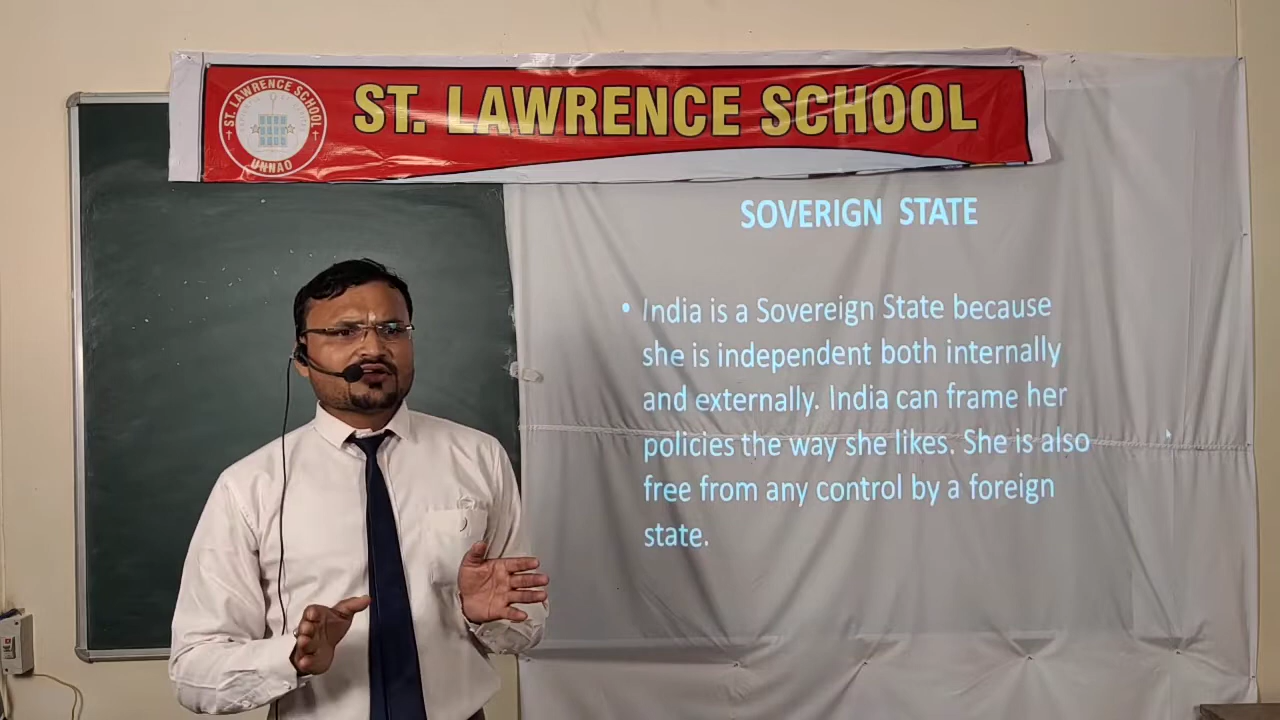 ST. LAWRENCE SCHOOL
UNNAO
ST. LAWRENCE SCHOOL
SOVERIGN STATE
• India is a Sovereign State because
she is independent both internally
and externally. India can frame her
policies the way she likes. She is also
free from any control by a foreign
state.